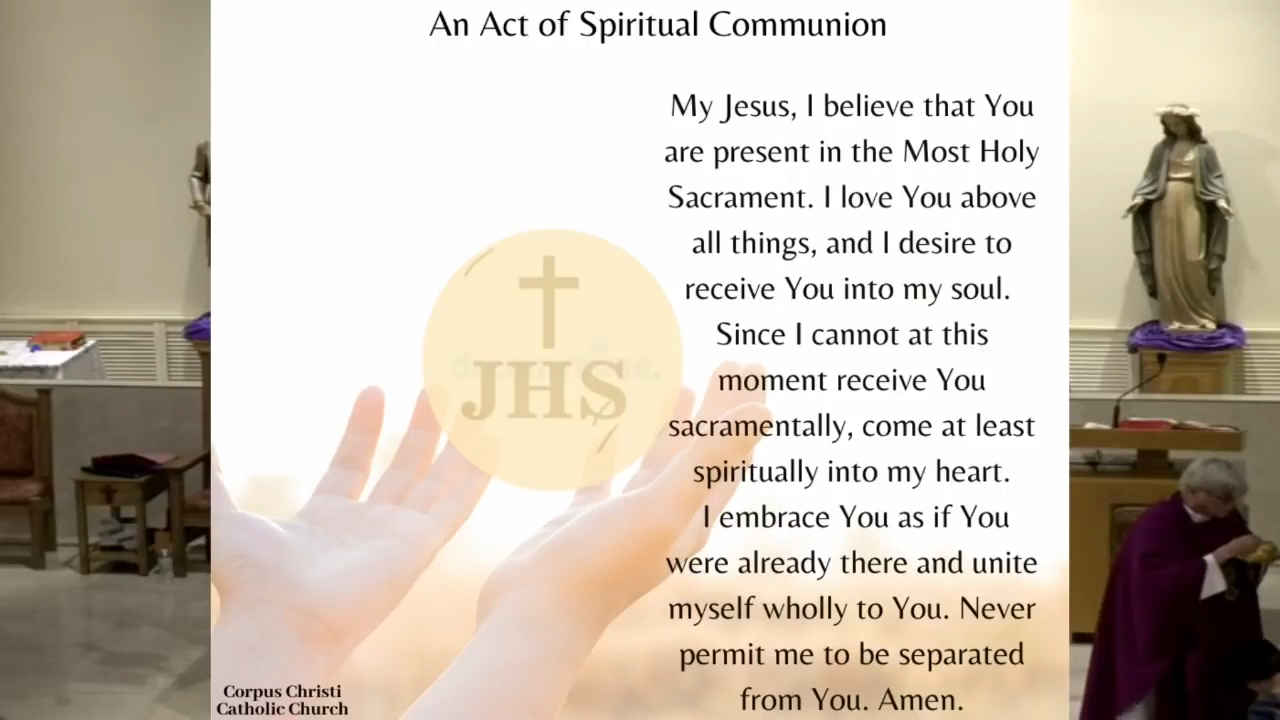 An Act of Spiritual Communion
My Jesus, I believe that You
are present in the Most Holy
Sacrament. I love You above
all things, and I desire to
receive You into my soul.
Since I cannot at this
moment receive You
sacramentally, come at least
spiritually into my heart.
I embrace You as if You
were already there and unite
myself wholly to You. Never
permit me to be separated
from You. Amen.
JHS
Corpus Christi
Catholic Church